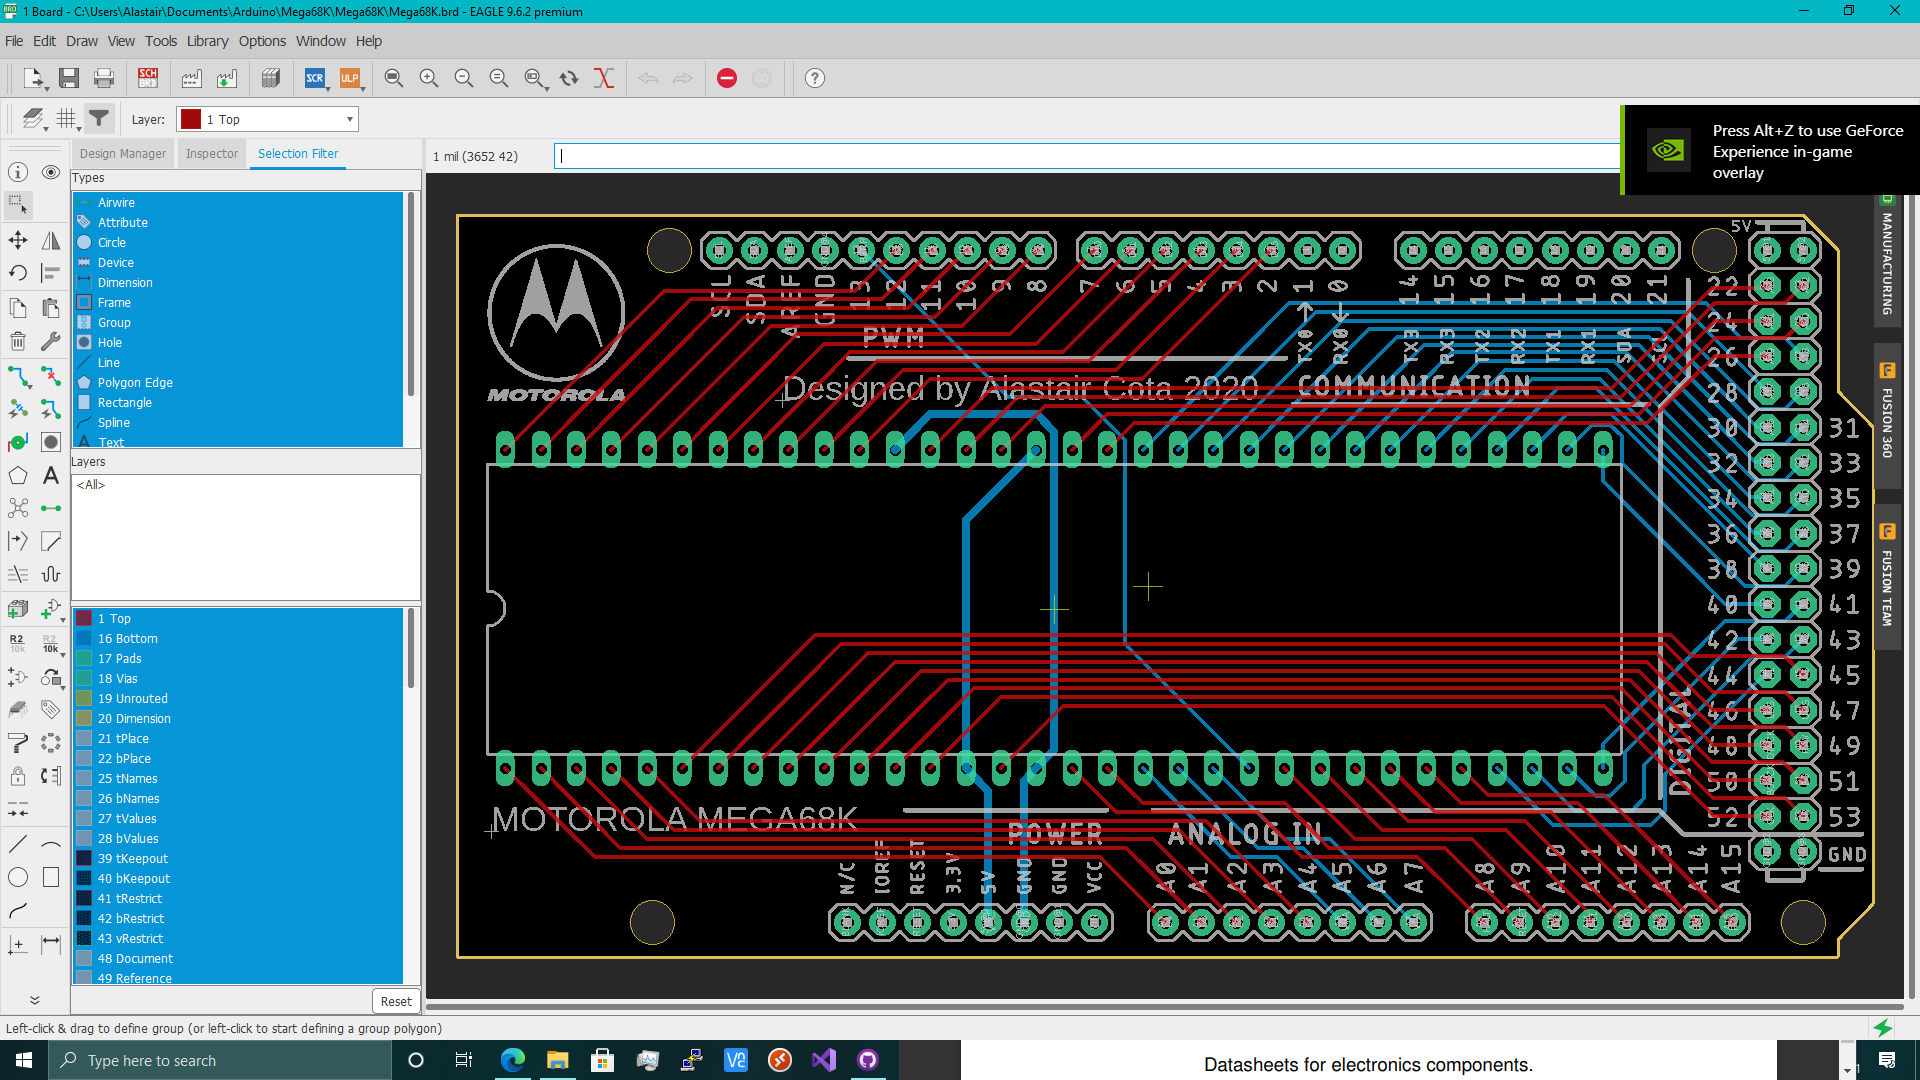 1 Board - C:\Users\Alastair\Documents\Arduino\Mega68K\Mega68K\Mega68K.brd - EAGLE 9.6.2 premium
File Edit Draw View Tools Library Options Window Help
SCH BRD SCR ULP
Layer: 1 Top
Press Alt+Z to use GeForce
Experience in-game
overlay
Design Manager Inspector Selection Filter
1 mil (3652 42)
Types
Airwire
Attribute
Circle
Device
Dimension
Frame
Group
Hole
Line
Polygon Edge
Rectangle
Spline
Text
Layers
<All>
1 Top
16 Bottom
17 Pads
18 Vias
19 Unrouted
20 Dimension
21 tPlace
22 bPlace
25 tNames
26 bNames
27 tValues
28 bValues
39 tKeepout
40 bKeepout
41 tRestrict
42 bRestrict
43 vRestrict
48 Document
49 Reference
Reset
R2 10k R2 10k
MANUFACTURING
FUSION 360
FUSION TEAM
5V
SCL SDA AREF GND 13 12 11 10 9 8 7 6 5 4 3 2 1 0 14 15 16 17 18 19 20 21
PWM
TX0 RX0 TX3 RX3 TX2 RX2 TX1 RX1 SDA SCL
MOTOROLA
Designed by Alastair Cota 2020
COMMUNICATION
22
24
26
28
30 31
32 33
34 35
36 37
38 39
40 41
42 43
44 45
46 47
48 49
50 51
52 53
GND
DIGITAL
MOTOROLA MEGA68K
POWER ANALOG IN
N/C IOREF RESET 3.3V 5V GND GND VCC A0 A1 A2 A3 A4 A5 A6 A7 A8 A9 A10 A11 A12 A13 A14 A15
Left-click & drag to define group (or left-click to start defining a group polygon)
Type here to search
Datasheets for electronics components.